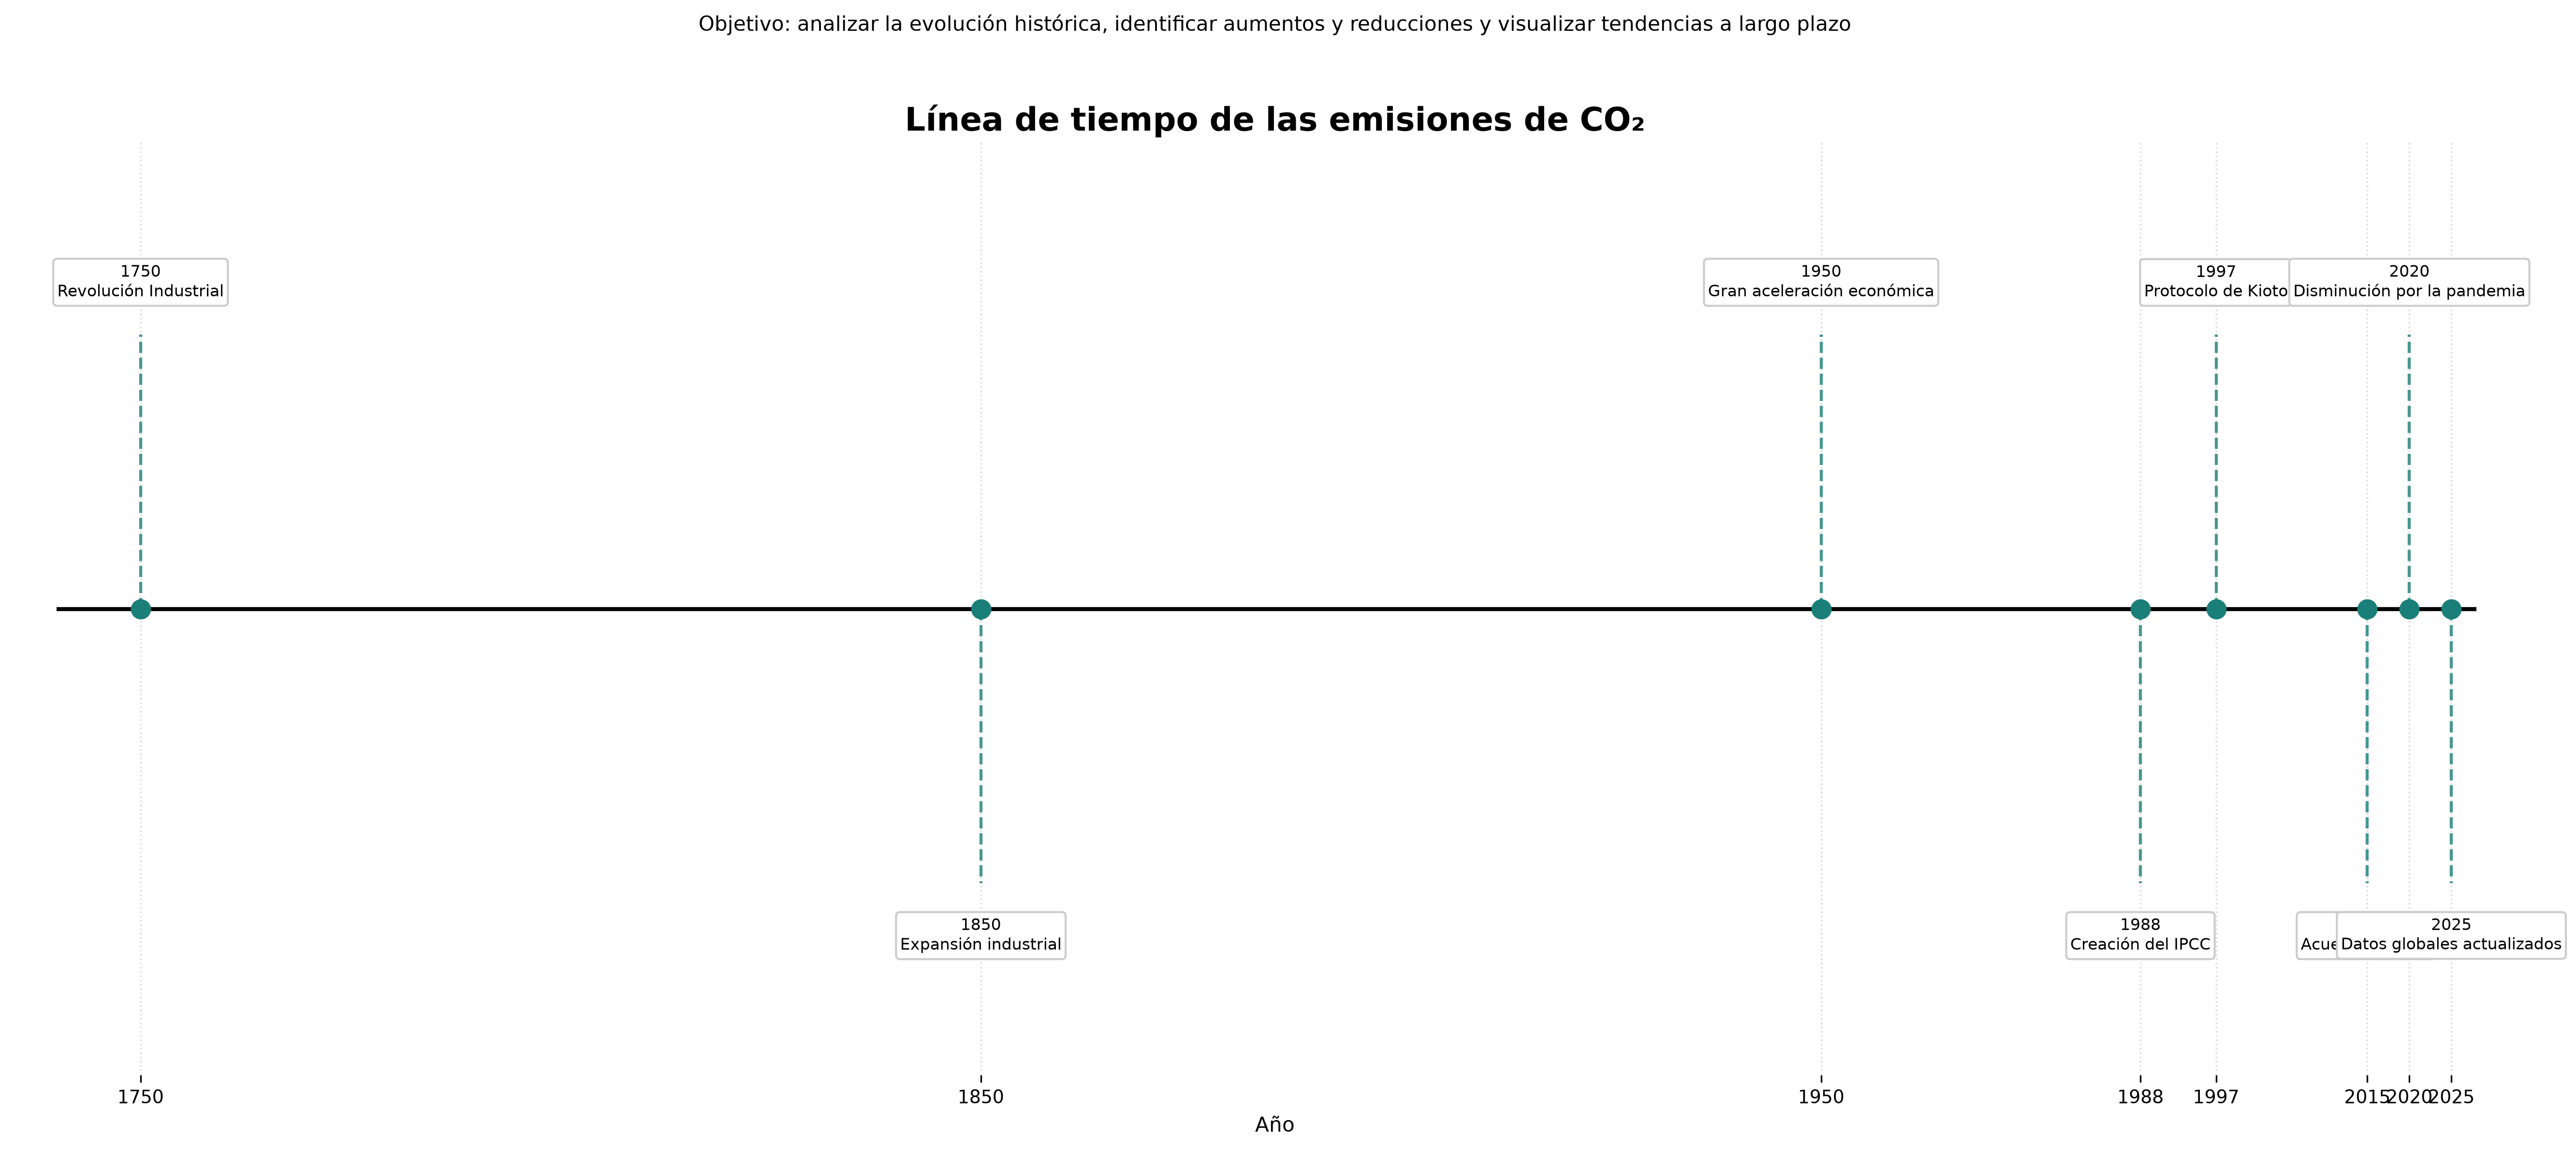 Objetivo: analizar la evolución histórica, identificar aumentos y reducciones y visualizar tendencias a largo plazo
Línea de tiempo de las emisiones de CO₂
1750
Revolución Industrial
1950
Gran aceleración económica
1997
Protocolo de Kioto
2020
Disminución por la pandemia
1850
Expansión industrial
1988
Creación del IPCC
2025
Datos globales actualizados
1750
1850
1950
1988
1997
2015
2020
2025
Año